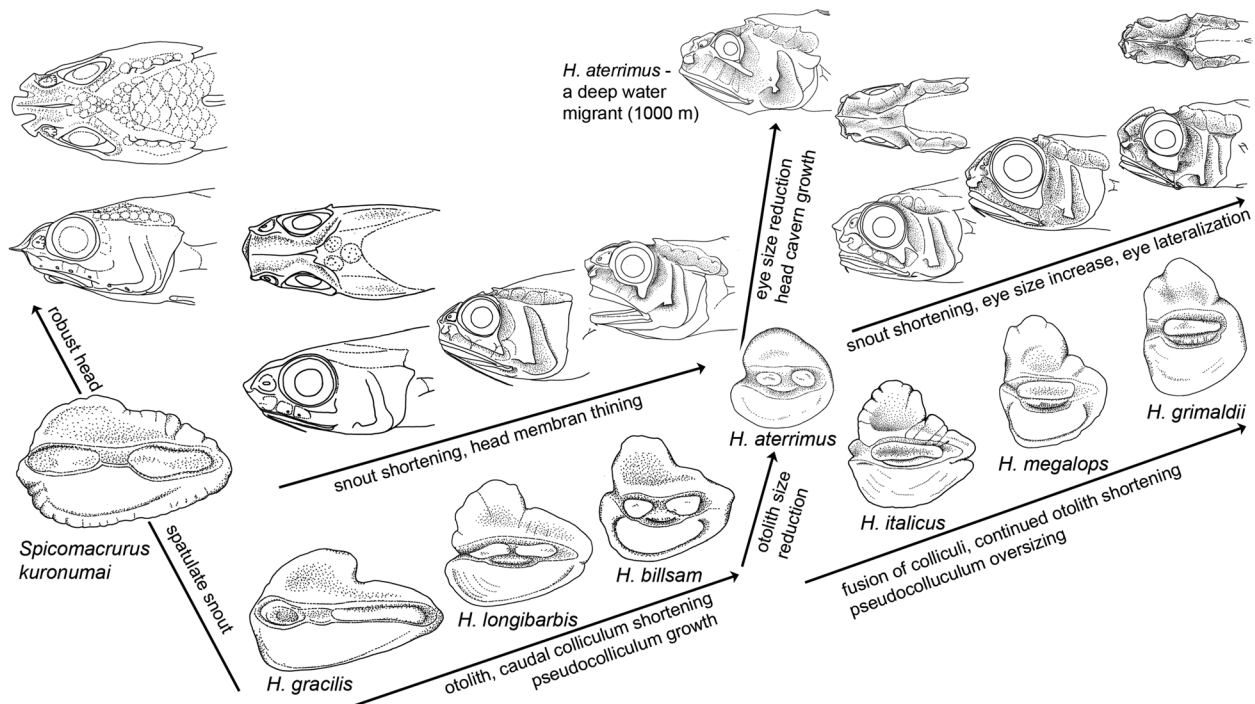 H. aterrimus -
a deep water
migrant (1000 m)
eye size reduction
head cavern growth
snout shortening, eye size increase, eye lateralization
robust head
snout shortening, head membran thining
H. aterrimus
H. grimaldii
H. megalops
H. italicus
otolith size
reduction
fusion of colliculi, continued otolith shortening
pseudocolluculum oversizing
Spicomacrurus
kuronumai
spatulate snout
H. billsam
H. longibarbis
H. gracilis
otolith, caudal colliculum shortening
pseudocolliculum growth